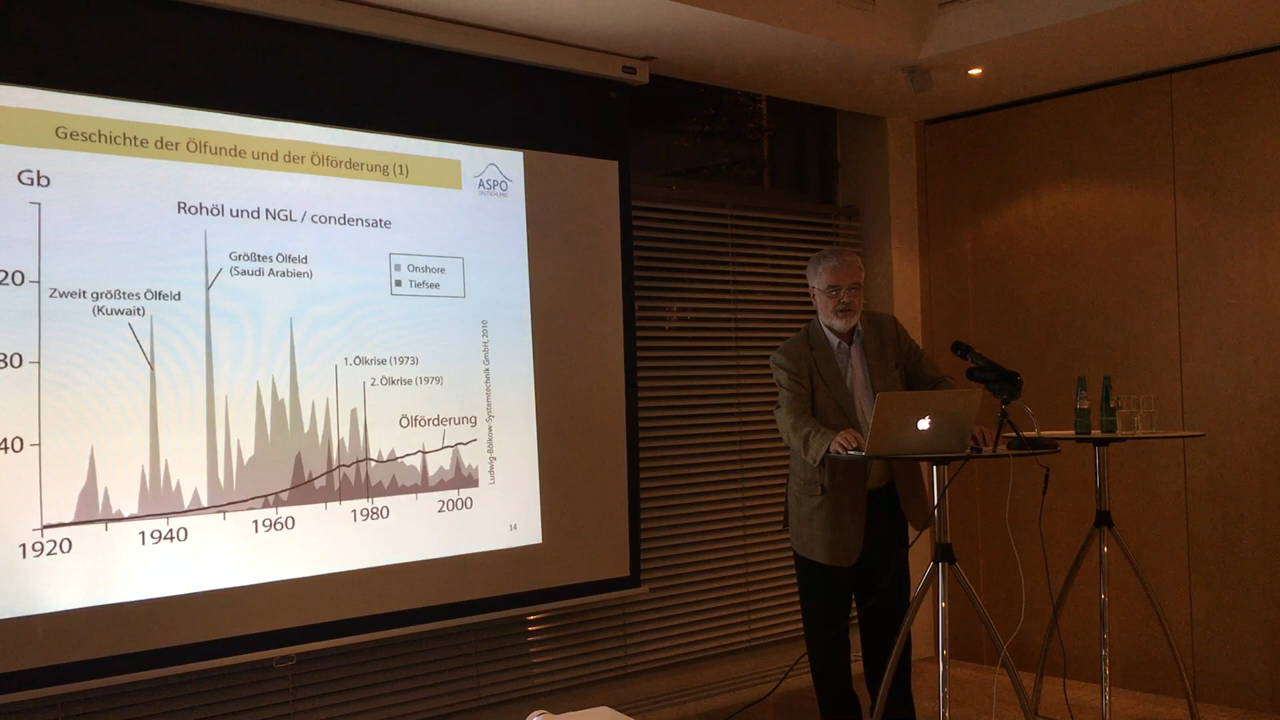 Geschichte der Ölfunde und der Ölförderung (1)
ASPO
DEUTSCHLAND
Gb
Rohöl und NGL / condensate
Größtes Ölfeld
(Saudi Arabien)
Onshore
Tiefsee
20
Zweit größtes Ölfeld
(Kuwait)
80
1. Ölkrise (1973)
2. Ölkrise (1979)
Ölförderung
40
Ludwig-Bölkow-Systemtechnik GmbH, 2010
1920
1940
1960
1980
2000
14